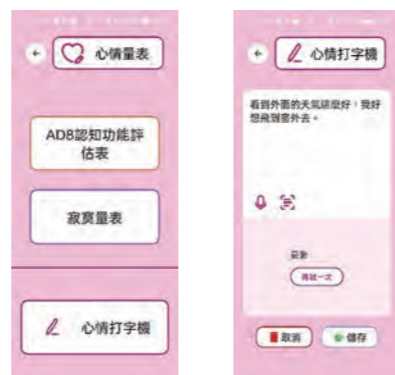 心情量表
AD8認知功能評
估表
寂寞量表
心情打字機
心情打字機
看到外面的天氣這麼好，我好
想飛到窗外去。
再說一次
取消
儲存